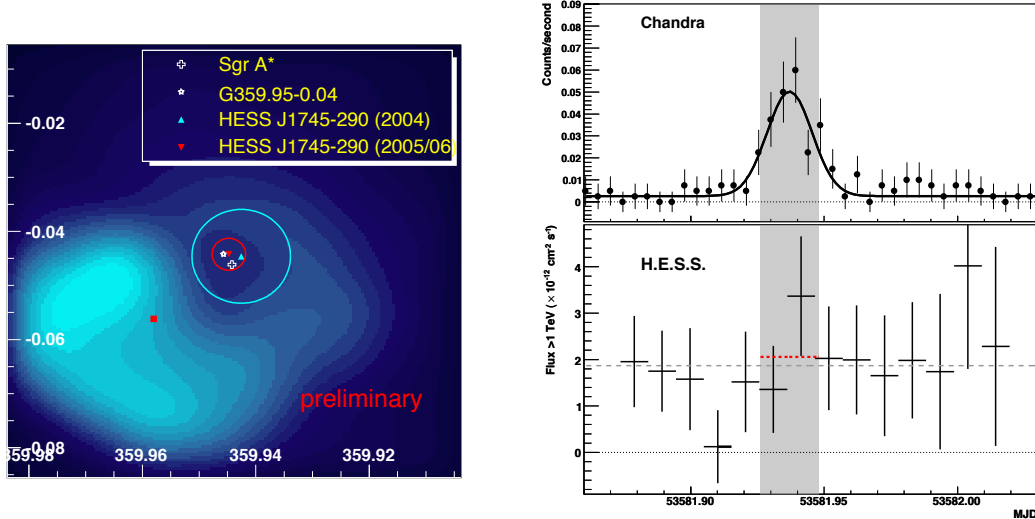 Sgr A*
G359.95-0.04
HESS J1745-290 (2004)
HESS J1745-290 (2005/06)
-0.02
-0.04
-0.06
-0.08
preliminary
359.98
359.96
359.94
359.92
Chandra
Counts/second
0.09
0.08
0.07
0.06
0.05
0.04
0.03
0.02
0.01
0
H.E.S.S.
Flux >1 TeV (×10⁻¹² cm⁻² s⁻¹)
4
3
2
1
0
53581.90
53581.95
53582.00
MJD